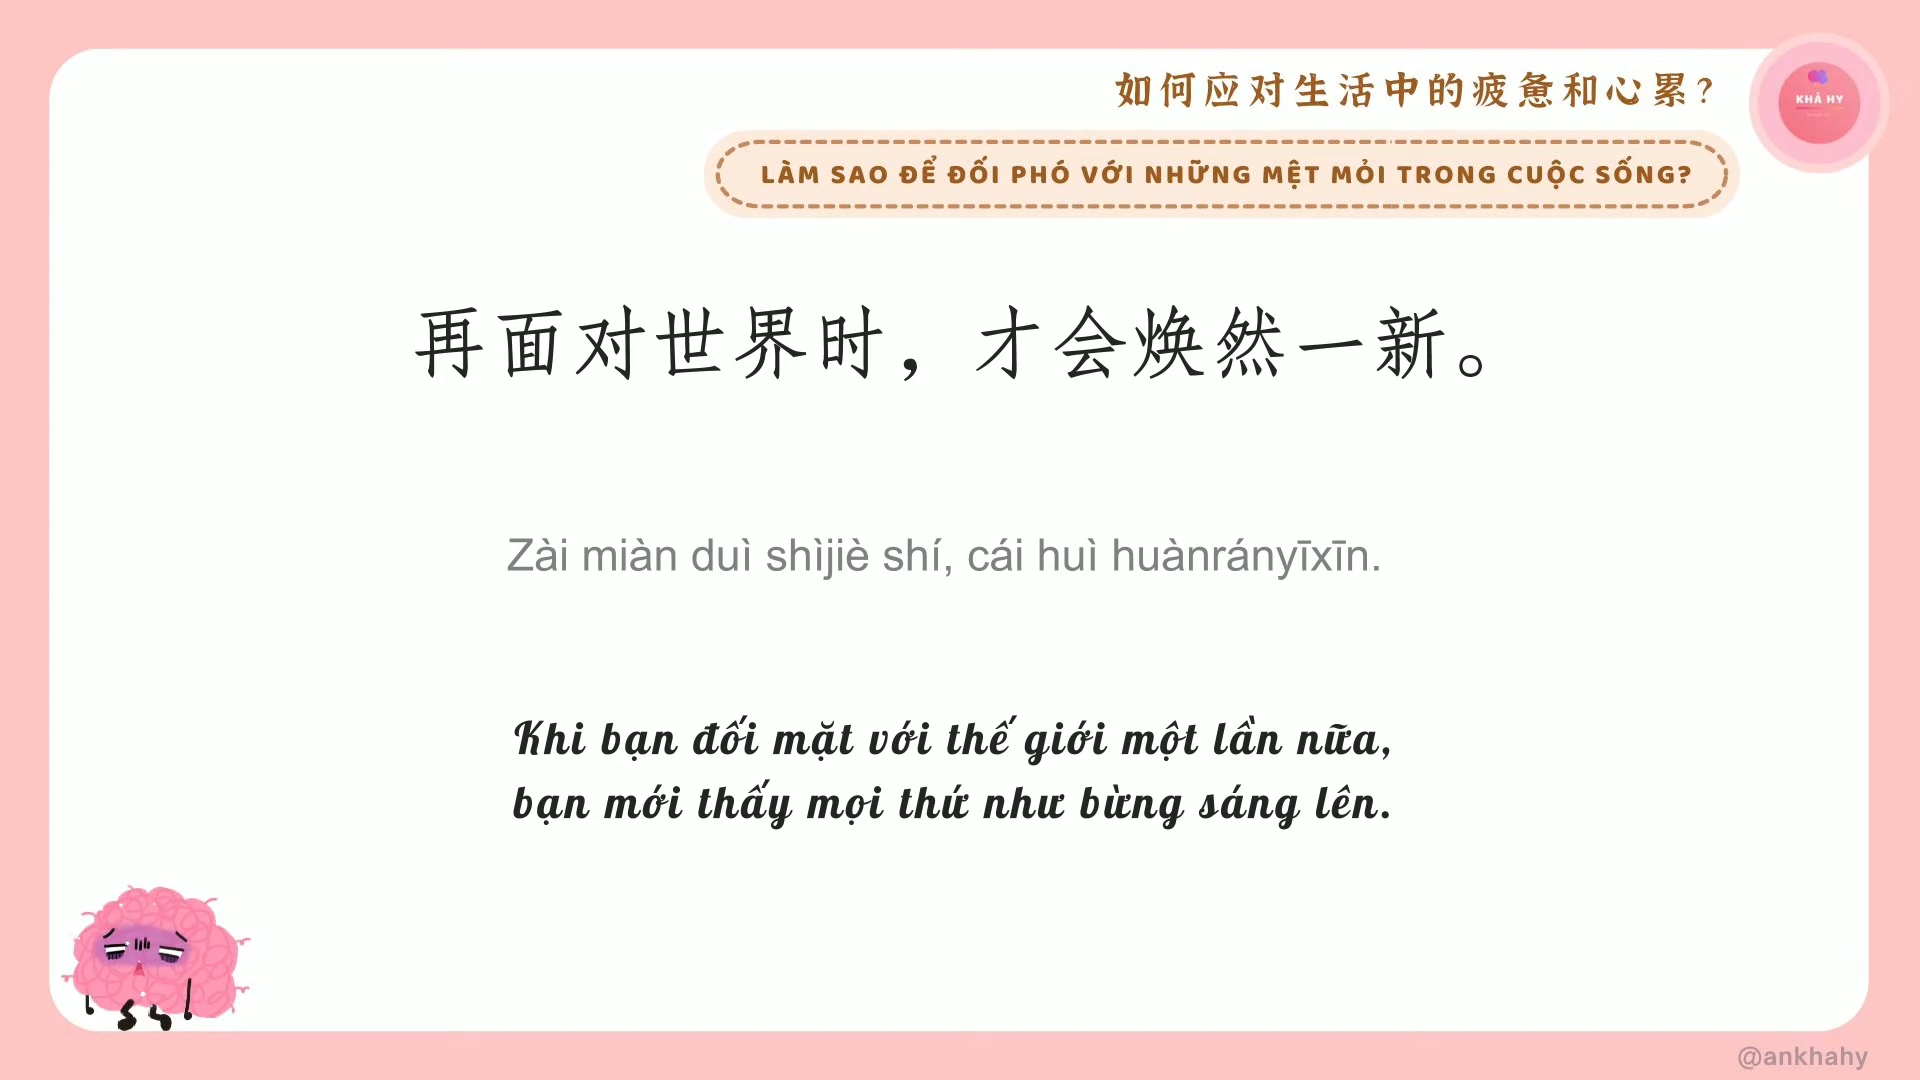 如何应对生活中的疲惫和心累?
KHẢ HY
LÀM SAO ĐỂ ĐỐI PHÓ VỚI NHỮNG MỆT MỎI TRONG CUỘC SỐNG?
再面对世界时，才会焕然一新。
Zài miàn duì shìjiè shí, cái huì huànrányīxīn.
Khi bạn đối mặt với thế giới một lần nữa,
bạn mới thấy mọi thứ như bừng sáng lên.
@ankhahy